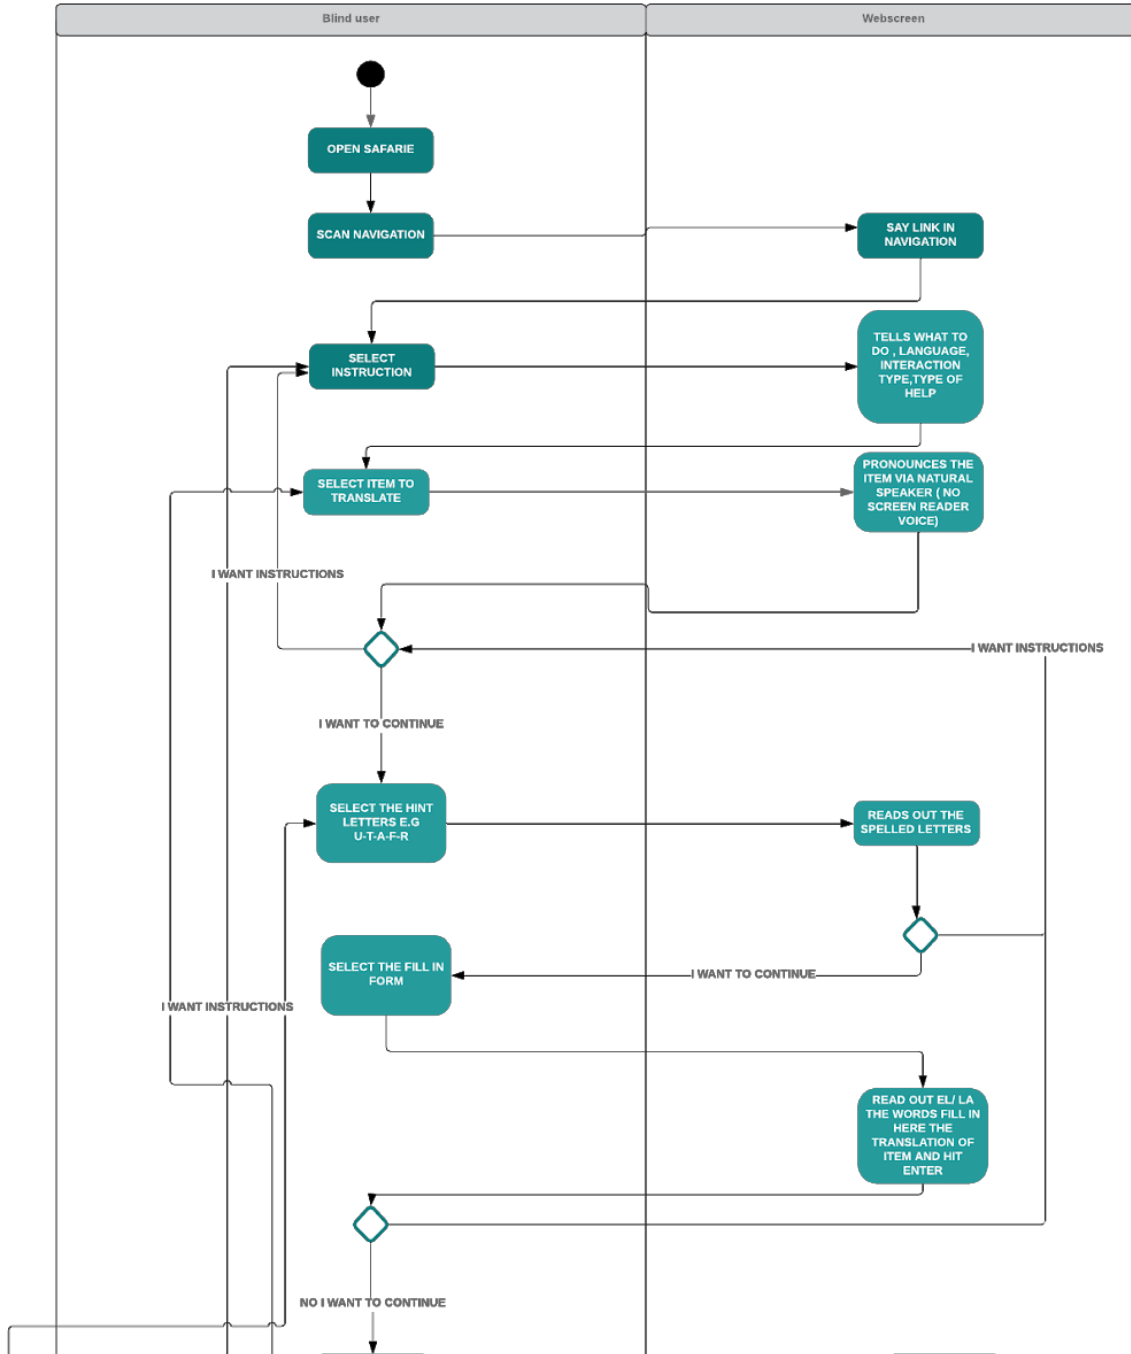 Blind user
Webscreen
OPEN SAFARIE
SCAN NAVIGATION
SAY LINK IN
NAVIGATION
SELECT
INSTRUCTION
TELLS WHAT TO
DO , LANGUAGE,
INTERACTION
TYPE,TYPE OF
HELP
SELECT ITEM TO
TRANSLATE
PRONOUNCES THE
ITEM VIA NATURAL
SPEAKER ( NO
SCREEN READER
VOICE)
I WANT INSTRUCTIONS
I WANT INSTRUCTIONS
I WANT TO CONTINUE
SELECT THE HINT
LETTERS E.G
U-T-A-F-R
READS OUT THE
SPELLED LETTERS
SELECT THE FILL IN
FORM
I WANT TO CONTINUE
I WANT INSTRUCTIONS
READ OUT EL/ LA
THE WORDS FILL IN
HERE THE
TRANSLATION OF
ITEM AND HIT
ENTER
NO I WANT TO CONTINUE